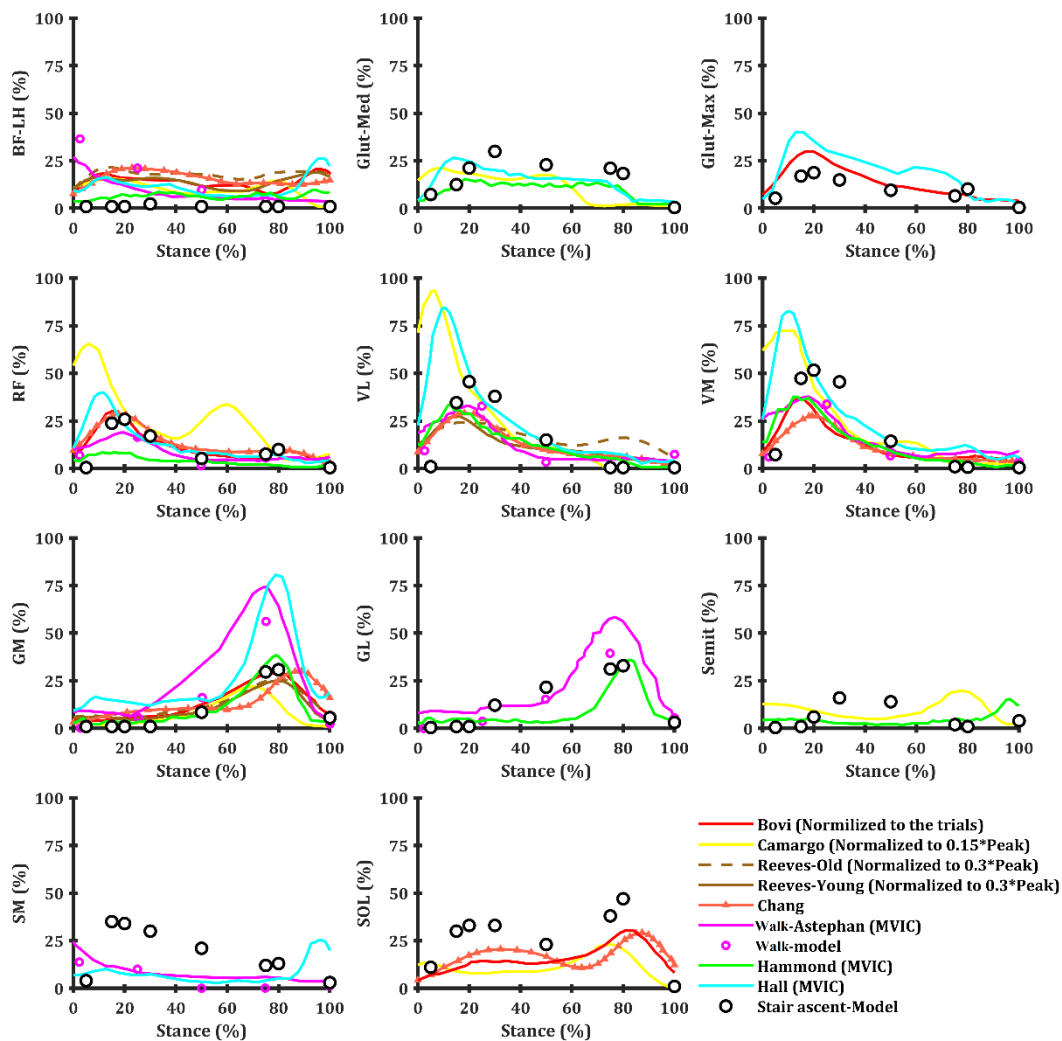 100
75
50
25
0
BF-LH (%)
0 20 40 60 80 100
Stance (%)
100
75
50
25
0
Glut-Med (%)
0 20 40 60 80 100
Stance (%)
100
75
50
25
0
Glut-Max (%)
0 20 40 60 80 100
Stance (%)
100
75
50
25
0
RF (%)
0 20 40 60 80 100
Stance (%)
100
75
50
25
0
VL (%)
0 20 40 60 80 100
Stance (%)
100
75
50
25
0
VM (%)
0 20 40 60 80 100
Stance (%)
100
75
50
25
0
GM (%)
0 20 40 60 80 100
Stance (%)
100
75
50
25
0
GL (%)
0 20 40 60 80 100
Stance (%)
100
75
50
25
0
Semit (%)
0 20 40 60 80 100
Stance (%)
100
75
50
25
0
SM (%)
0 20 40 60 80 100
Stance (%)
100
75
50
25
0
SOL (%)
0 20 40 60 80 100
Stance (%)
Bovi (Normilized to the trials)
Camargo (Normalized to 0.15*Peak)
Reeves-Old (Normalized to 0.3*Peak)
Reeves-Young (Normalized to 0.3*Peak)
Chang
Walk-Astephan (MVIC)
Walk-model
Hammond (MVIC)
Hall (MVIC)
Stair ascent-Model